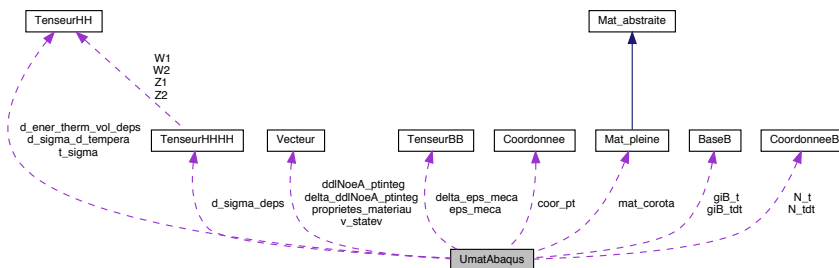 TenseurHH
Mat_abstraite
W1
W2
Z1
Z2
d_ener_therm_vol_deps
d_sigma_d_tempera
t_sigma
TenseurHHHH
Vecteur
TenseurBB
Coordonnee
Mat_pleine
BaseB
CoordonneeB
d_sigma_deps
ddlNoeA_ptinteg
delta_ddlNoeA_ptinteg
proprietes_materiau
v_statev
delta_eps_meca
eps_meca
coor_pt
mat_corota
giB_t
giB_tdt
N_t
N_tdt
UmatAbaqus